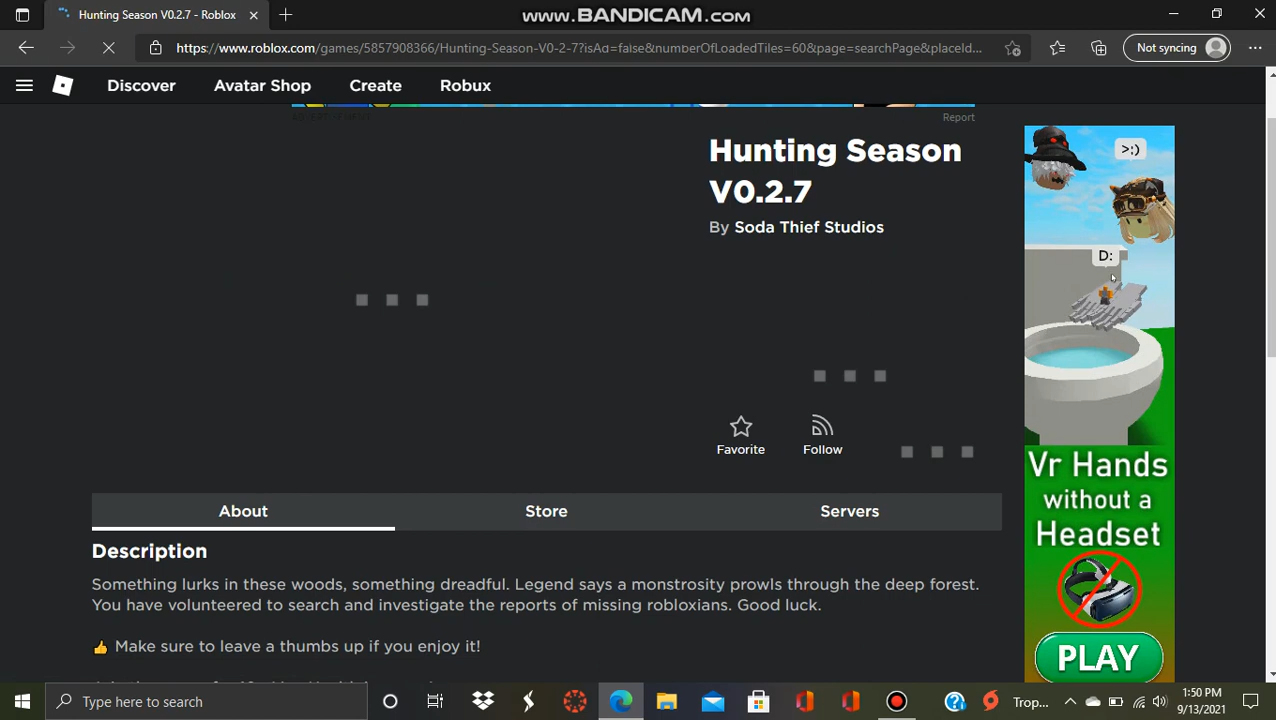 Hunting Season V0.2.7 - Roblox
www.BANDICAM.com
https://www.roblox.com/games/5857908366/Hunting-Season-V0-2-7?isAd=false&numberOfLoadedTiles=60&page=searchPage&placeId...
Not syncing
Discover
Avatar Shop
Create
Robux
ADVERTISEMENT
Report
Hunting Season
V0.2.7
By Soda Thief Studios
>:)
D:
Favorite
Follow
Vr Hands
without a
Headset
PLAY
About
Store
Servers
Description
Something lurks in these woods, something dreadful. Legend says a monstrosity prowls through the deep forest.
You have volunteered to search and investigate the reports of missing robloxians. Good luck.
👍 Make sure to leave a thumbs up if you enjoy it!
Type here to search
Trop...
1:50 PM
9/13/2021